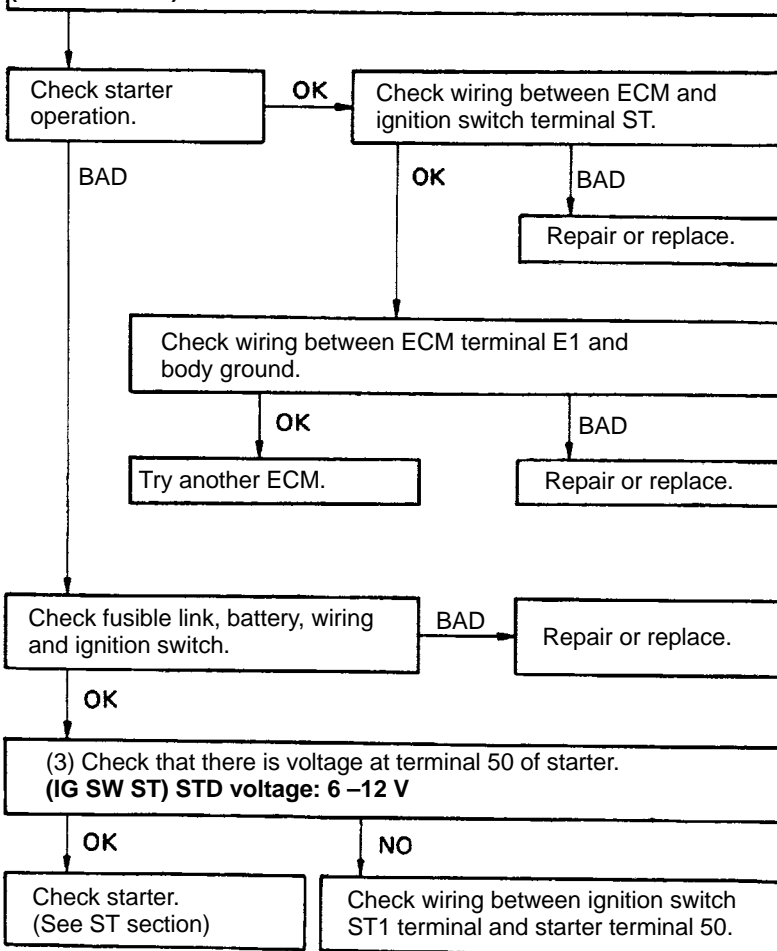 Check starter
operation.
OK
Check wiring between ECM and
ignition switch terminal ST.
BAD
OK
BAD
Repair or replace.
Check wiring between ECM terminal E1 and
body ground.
OK
BAD
Try another ECM.
Repair or replace.
Check fusible link, battery, wiring
and ignition switch.
BAD
Repair or replace.
OK
(3) Check that there is voltage at terminal 50 of starter.
(IG SW ST) STD voltage: 6 –12 V
OK
NO
Check starter.
(See ST section)
Check wiring between ignition switch
ST1 terminal and starter terminal 50.